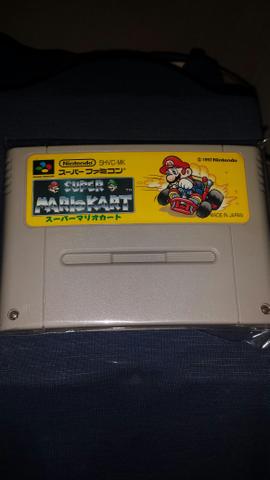 Nintendo SHVC-MK
スーパーファミコン
SUPER
MARIO KART
スーパーマリオカート
© 1992 Nintendo
MADE IN JAPAN